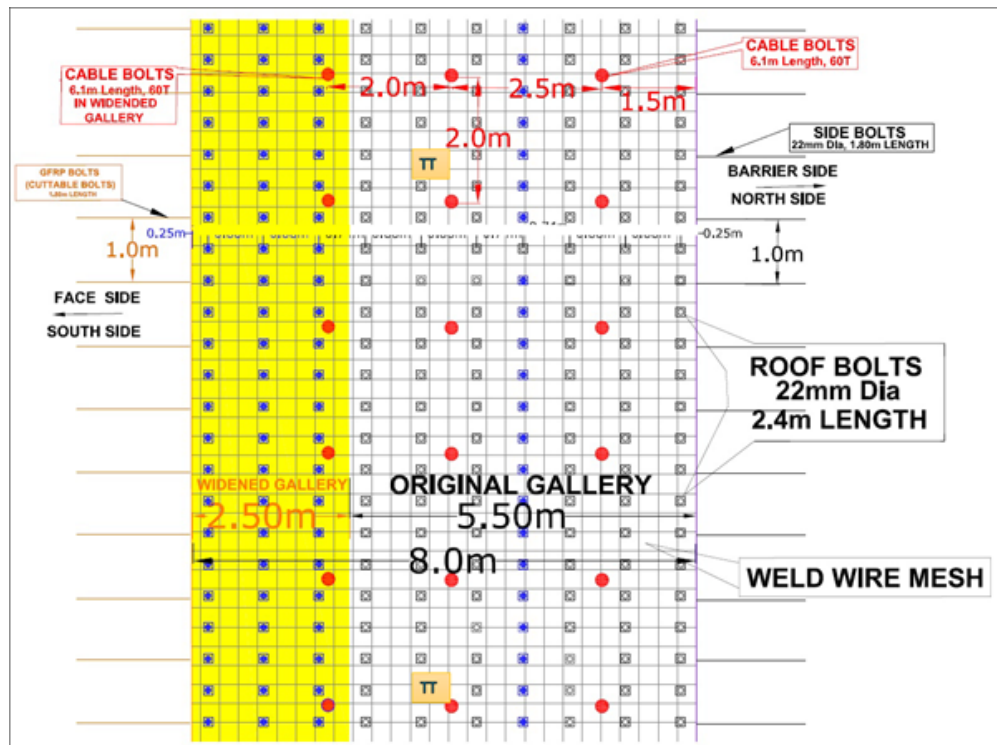 CABLE BOLTS
6.1m Length, 60T
IN WIDENDED
GALLERY
CABLE BOLTS
6.1m Length, 60T
2.0m
2.5m
1.5m
2.0m
SIDE BOLTS
22mm Dia, 1.80m LENGTH
TT
BARRIER SIDE
NORTH SIDE
GFRP BOLTS
(CUTTABLE BOLTS)
1.80m LENGTH
0.25m
-0.25m
1.0m
1.0m
FACE SIDE
SOUTH SIDE
ROOF BOLTS
22mm Dia
2.4m LENGTH
WIDENED GALLERY
2.50m
ORIGINAL GALLERY
5.50m
8.0m
WELD WIRE MESH
TT